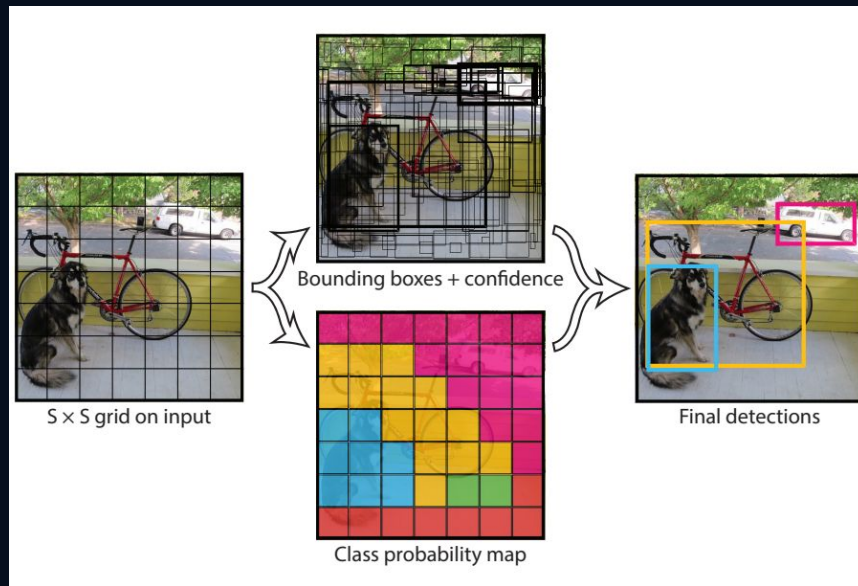 S × S grid on input
Bounding boxes + confidence
Class probability map
Final detections